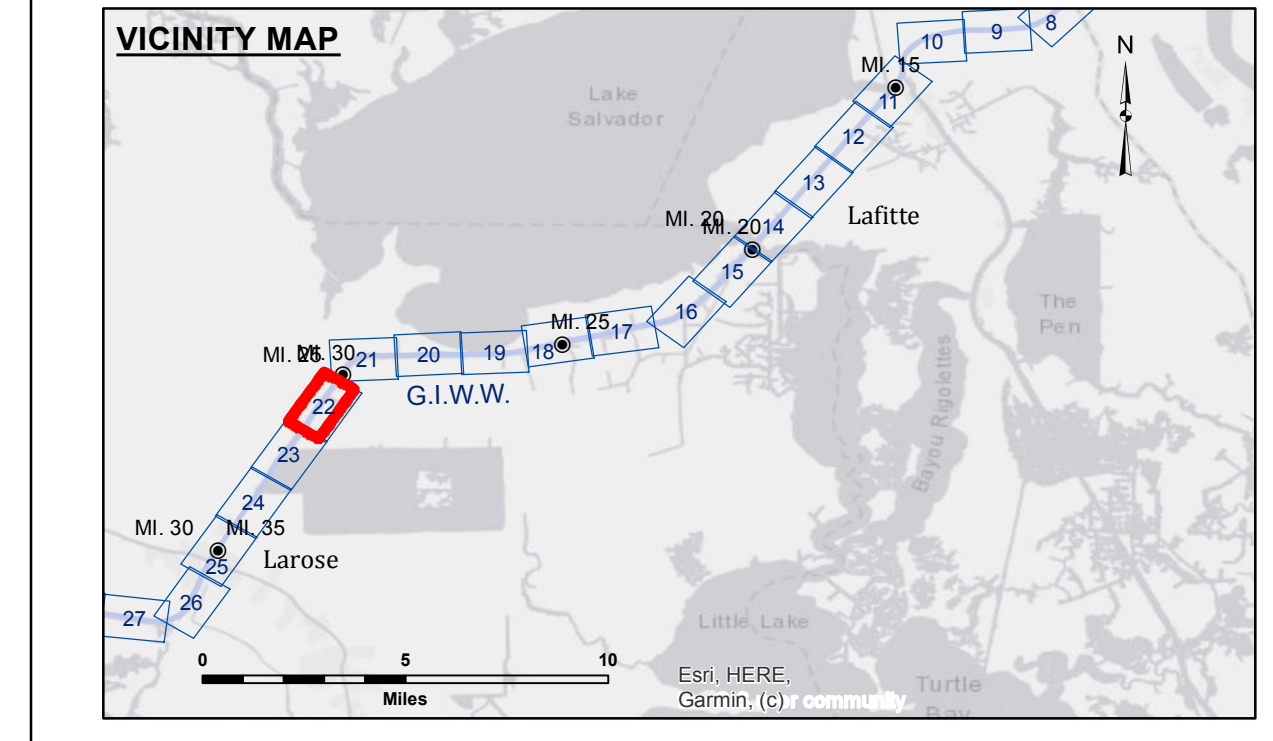 VICINITY MAP
8
9
10
N
MI. 15
11
Lake
Salvador
12
13
Lafitte
MI. 20
MI. 20
14
15
The
Pen
16
MI. 25
17
18
19
20
21
MI. 30
G.I.W.W.
22
Bayou Rigolettes
23
24
MI. 30
MI. 35
Larose
25
26
27
Little Lake
0
5
10
Miles
Esri, HERE,
Garmin, (c)
r community
Turtle
Bay